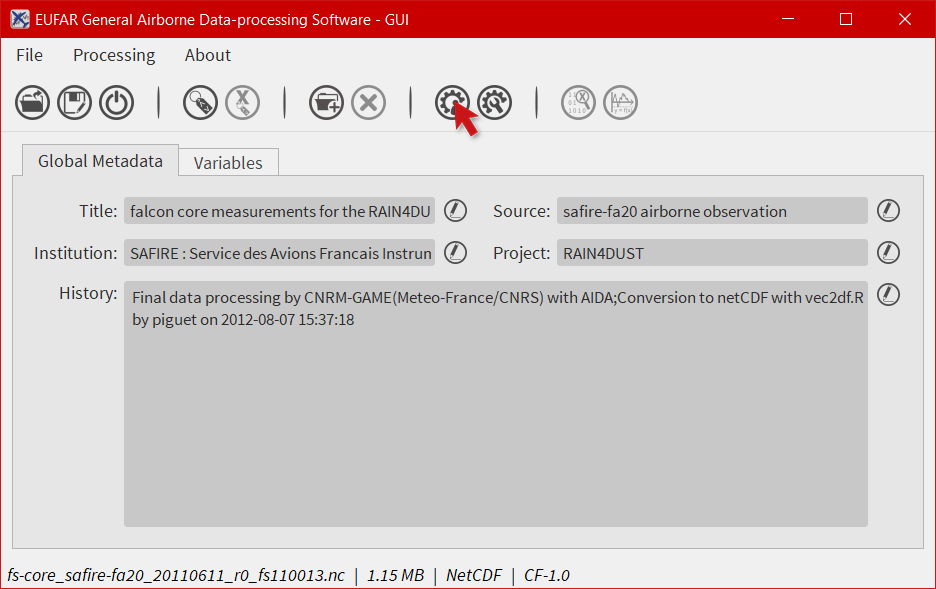 EUFAR General Airborne Data-processing Software - GUI
File Processing About
Global Metadata Variables
Title: falcon core measurements for the RAIN4DU Source: safire-fa20 airborne observation
Institution: SAFIRE : Service des Avions Francais Instrun Project: RAIN4DUST
History: Final data processing by CNRM-GAME(Meteo-France/CNRS) with AIDA;Conversion to netCDF with vec2df.R
by piguet on 2012-08-07 15:37:18
fs-core_safire-fa20_20110611_r0_fs110013.nc | 1.15 MB | NetCDF | CF-1.0